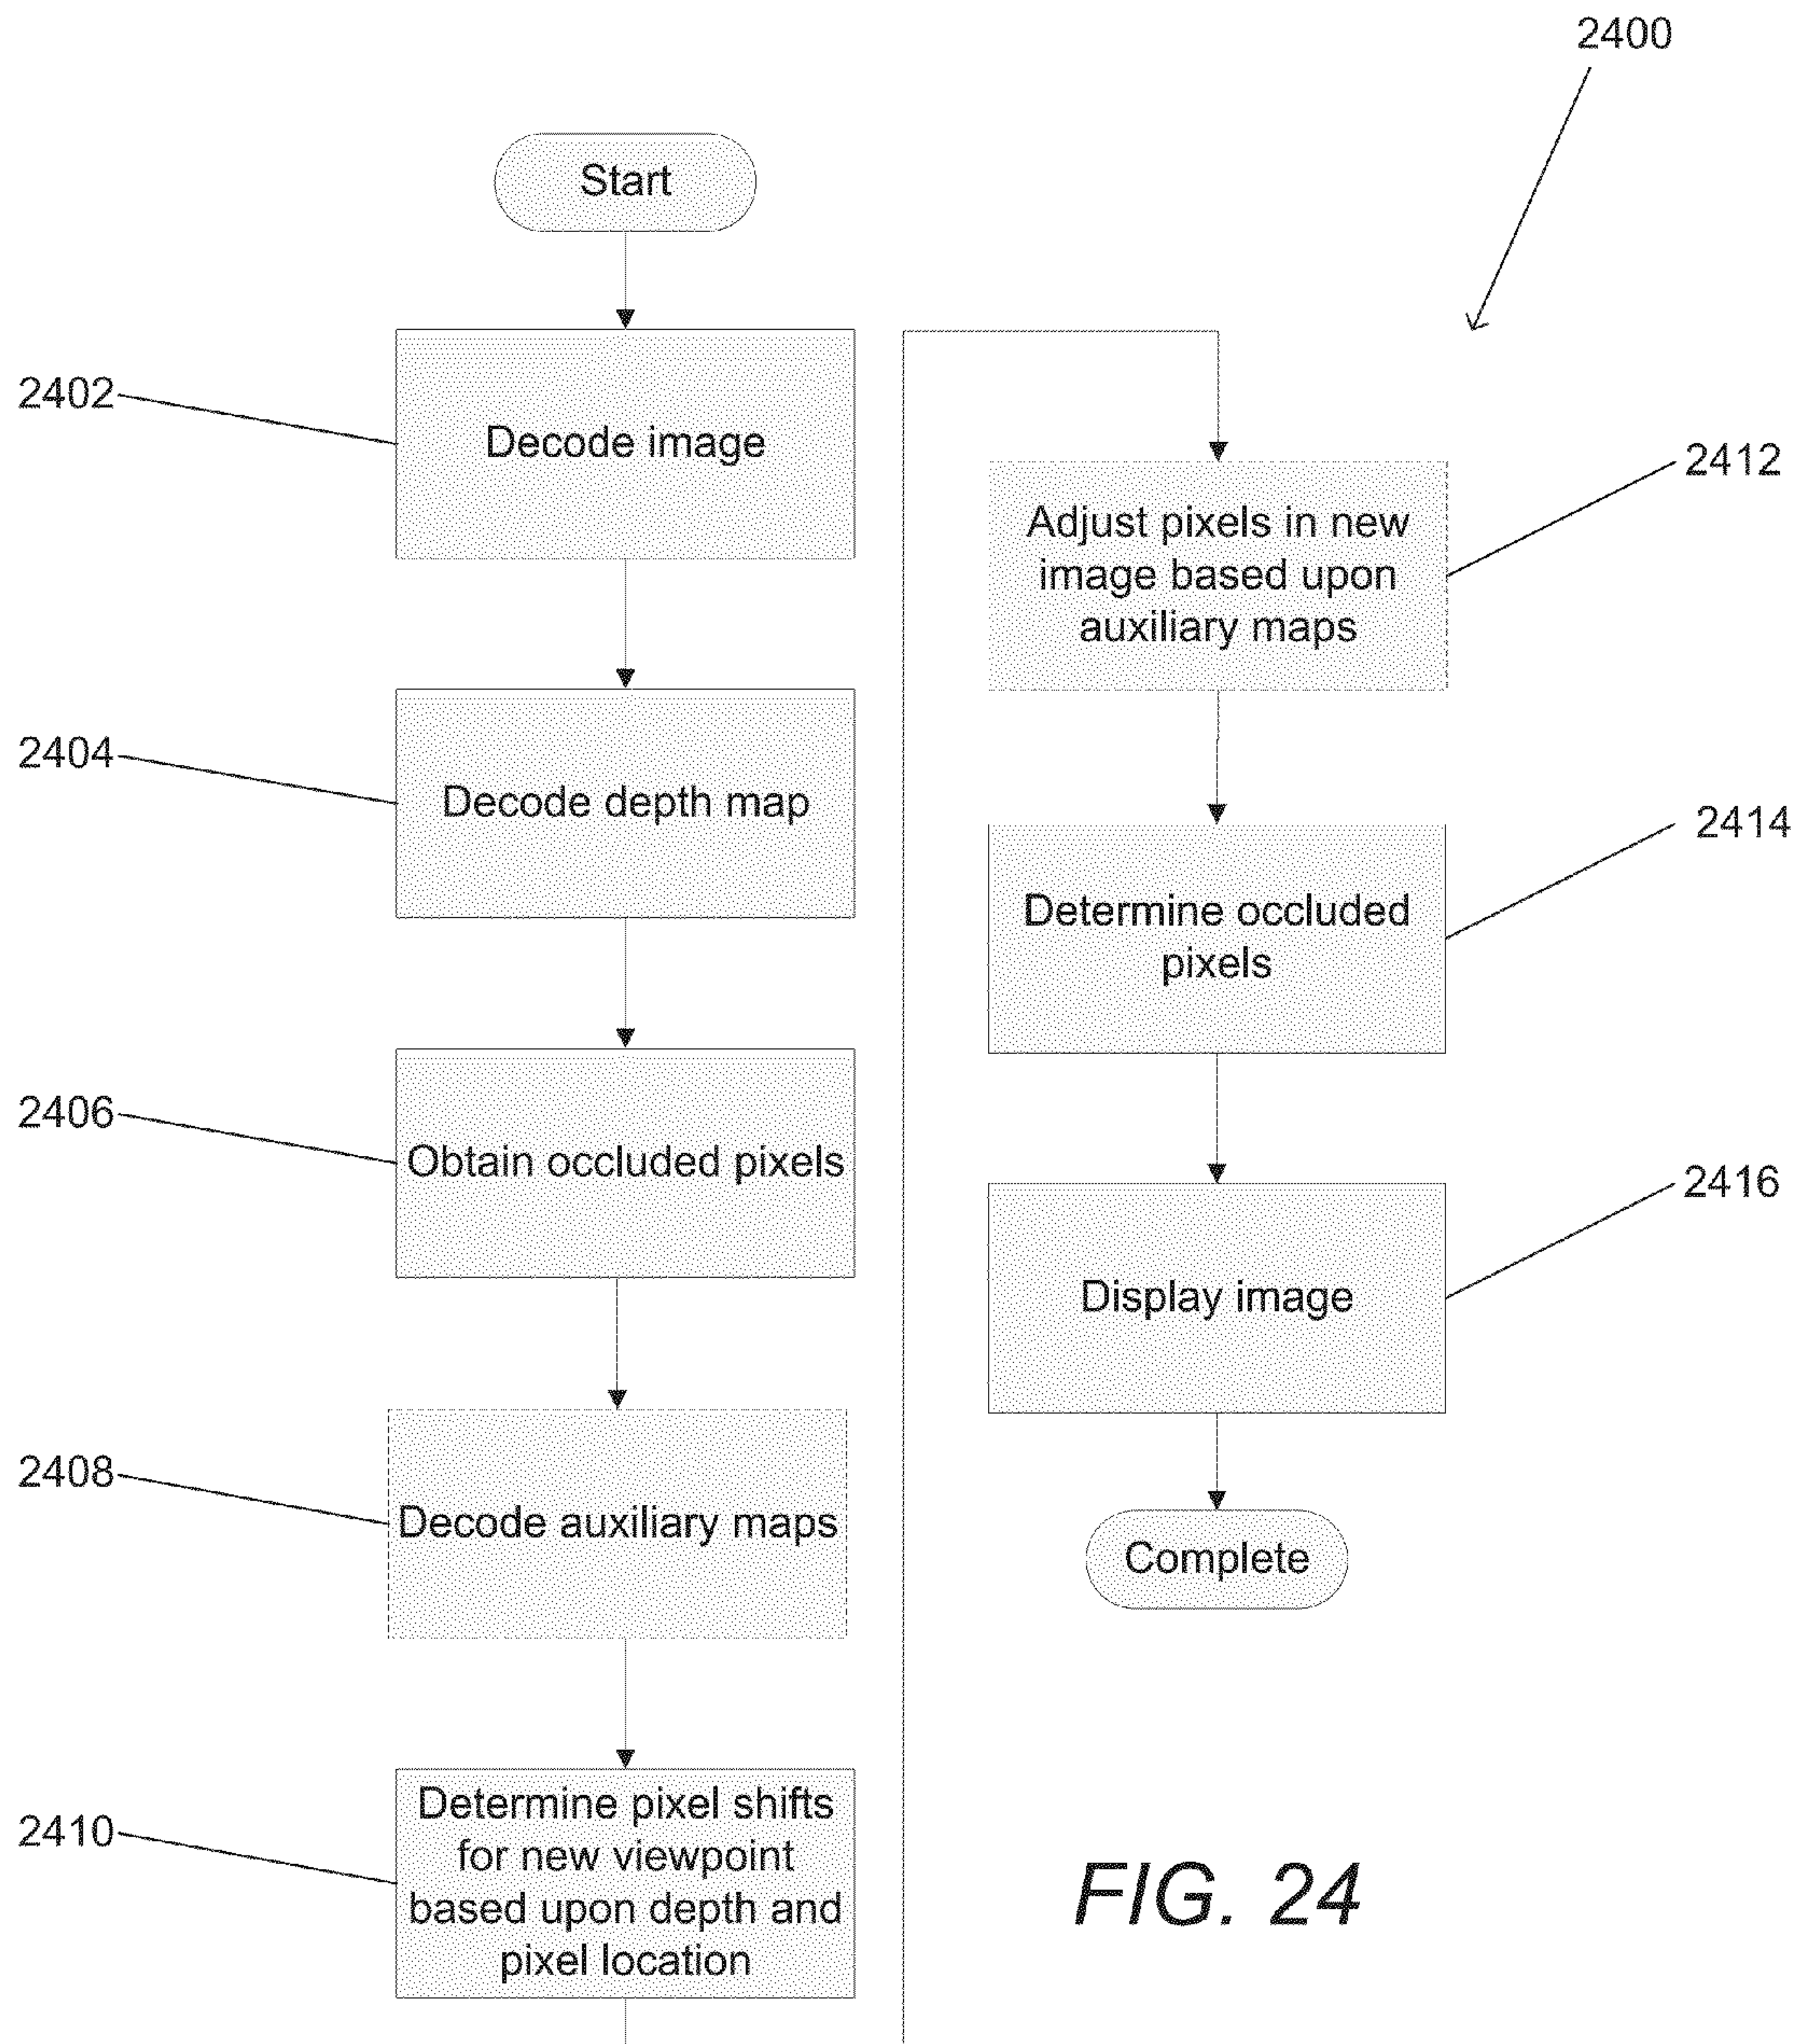 2400
Start
2402
Decode image
2404
Decode depth map
2406
Obtain occluded pixels
2408
Decode auxiliary maps
2410
Determine pixel shifts
for new viewpoint
based upon depth and
pixel location
2412
Adjust pixels in new
image based upon
auxiliary maps
2414
Determine occluded
pixels
2416
Display image
Complete
FIG. 24